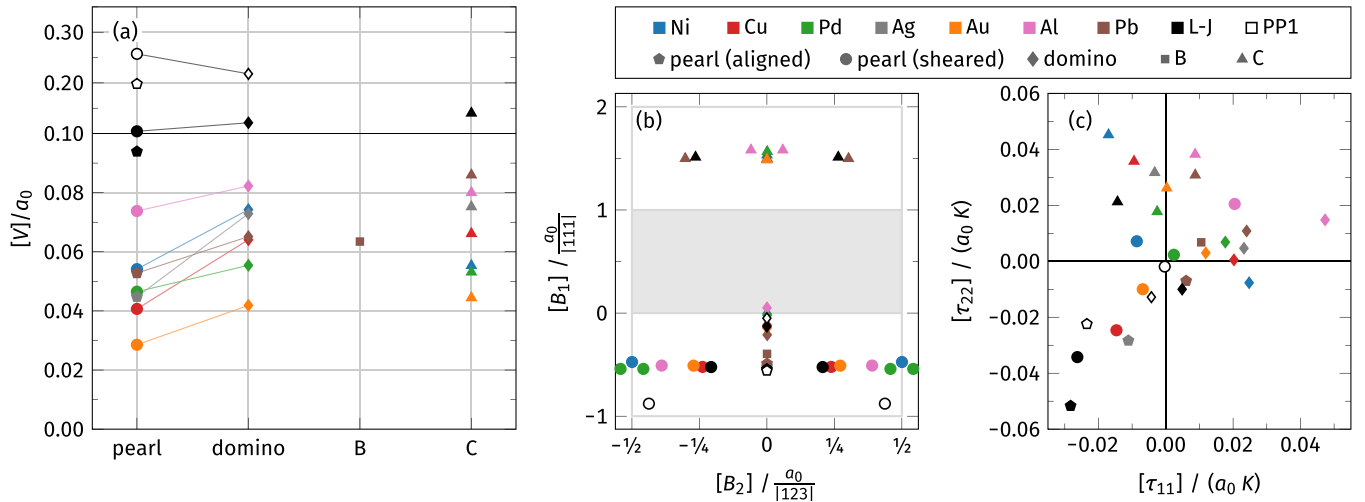 Ni Cu Pd Ag Au Al Pb L-J PP1
pearl (aligned) pearl (sheared) domino B C
(a)
[V]/a₀
0.30
0.20
0.10
0.08
0.06
0.04
0.02
0.00
pearl domino B C
(b)
[B₁] / a₀/|111|
2
1
0
−1
−½ −¼ 0 ¼ ½
[B₂] / a₀/|123|
(c)
[τ₂₂] / (a₀ K)
0.06
0.04
0.02
0.00
−0.02
−0.04
−0.06
−0.02 0.00 0.02 0.04
[τ₁₁] / (a₀ K)